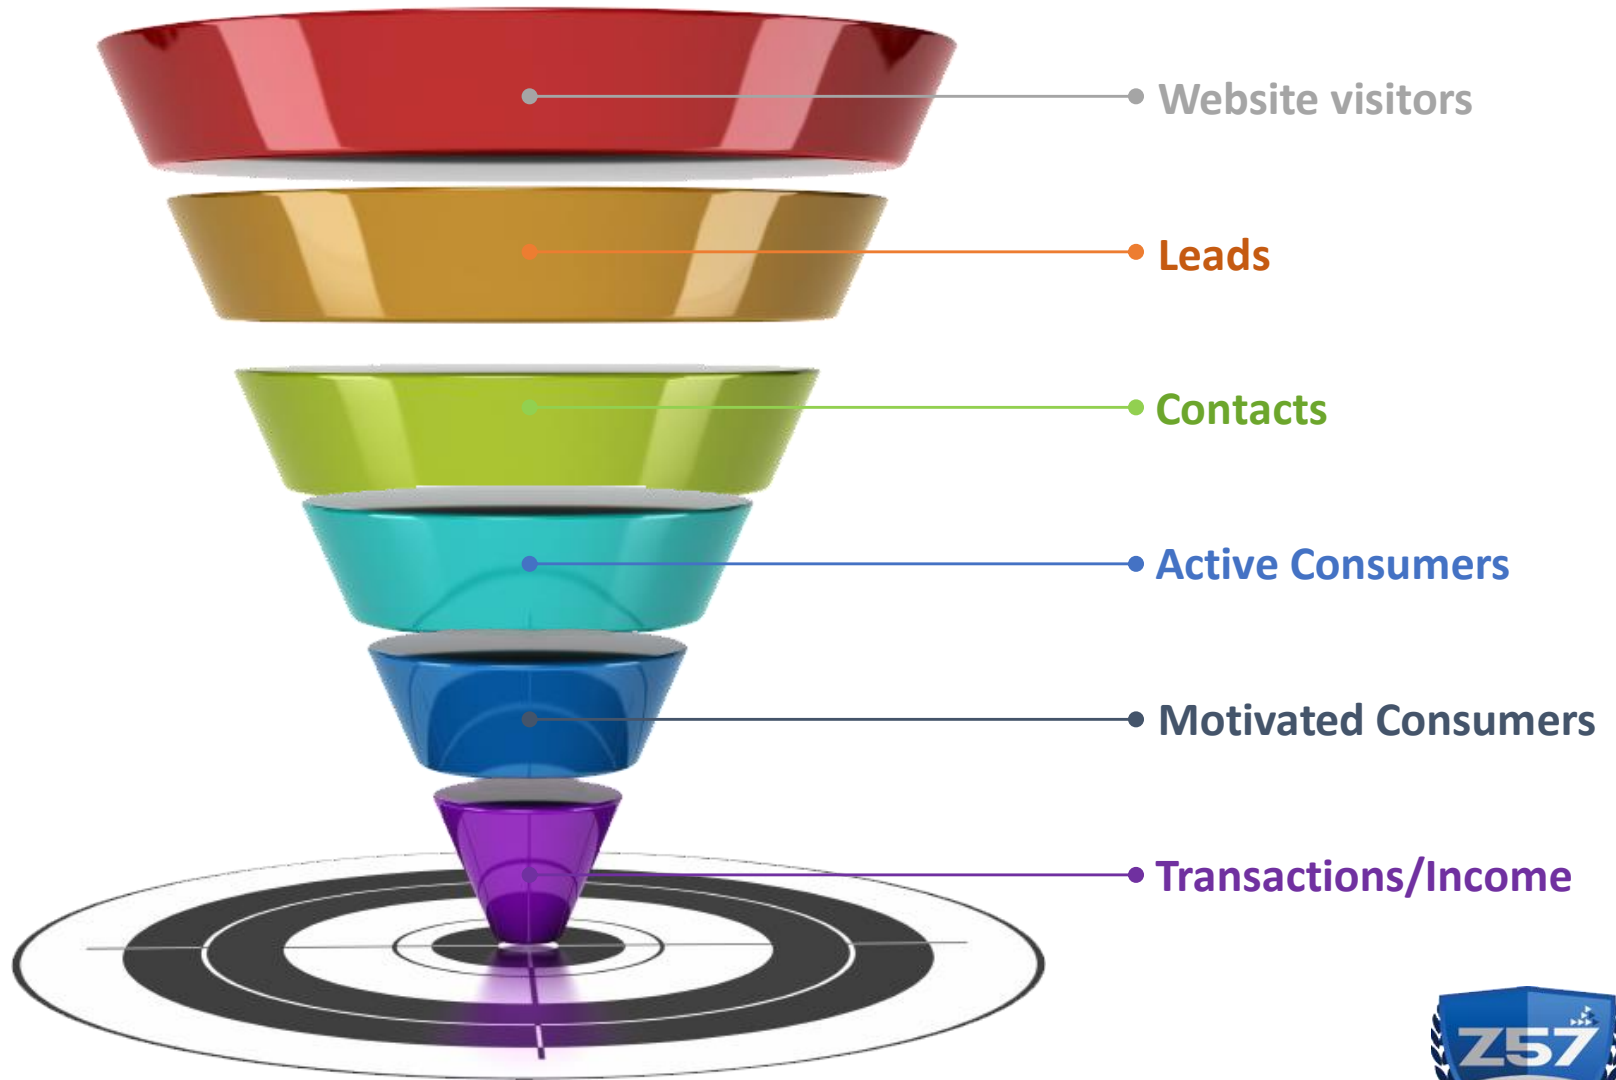 Website visitors
Leads
Contacts
Active Consumers
Motivated Consumers
Transactions/Income
Z57